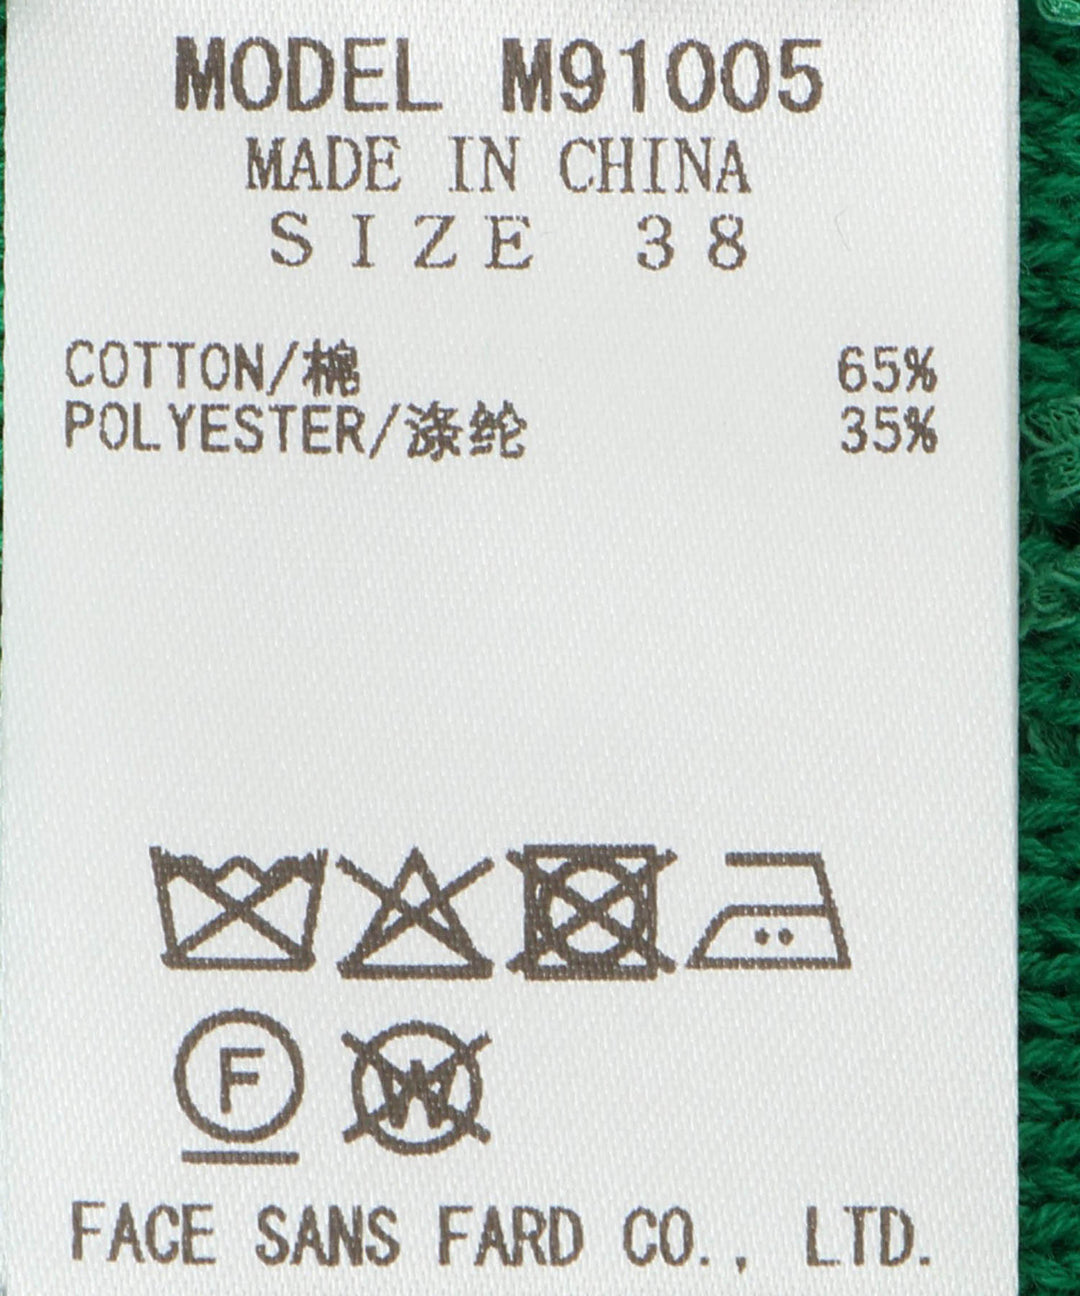 MODEL M91005
MADE IN CHINA
SIZE 38
COTTON/棉 65%
POLYESTER/涤纶 35%
F
W
FACE SANS FARD CO., LTD.